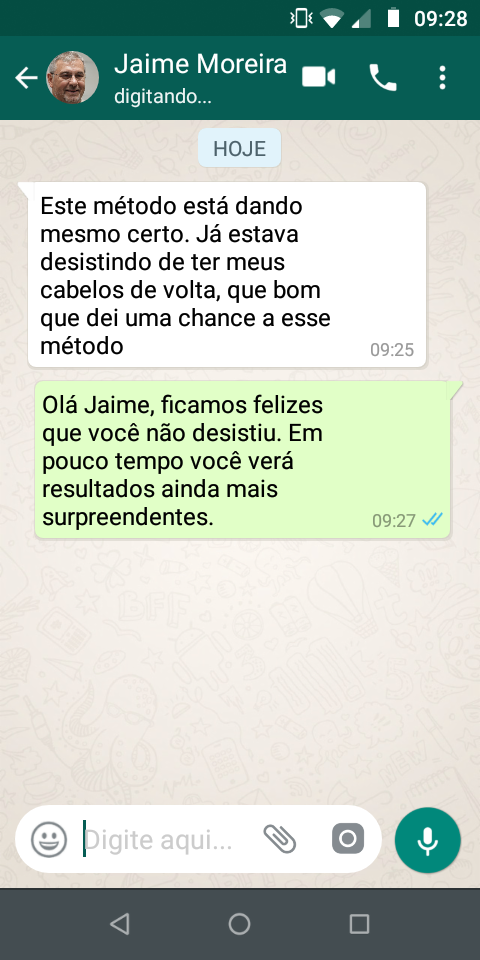 09:28
Jaime Moreira
digitando...
HOJE
Este método está dando
mesmo certo. Já estava
desistindo de ter meus
cabelos de volta, que bom
que dei uma chance a esse
método
09:25
Olá Jaime, ficamos felizes
que você não desistiu. Em
pouco tempo você verá
resultados ainda mais
surpreendentes.
09:27
BFF
Digite aqui...